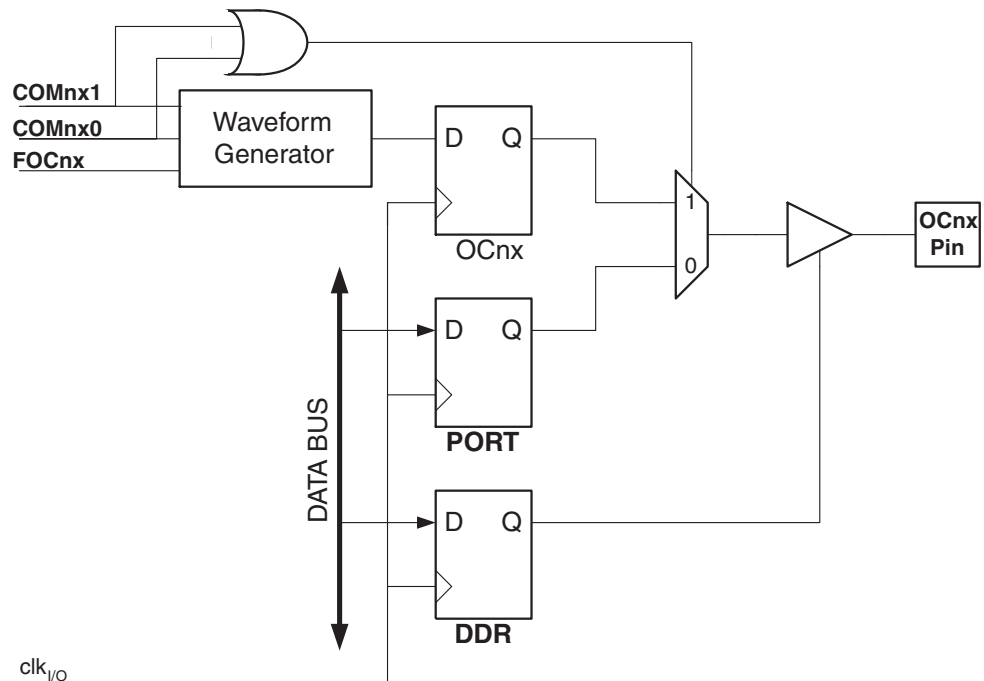 COMnx1
COMnx0
FOCnx
Waveform
Generator
D Q
OCnx
1
0
OCnx
Pin
D Q
PORT
DATA BUS
D Q
DDR
clkI/O